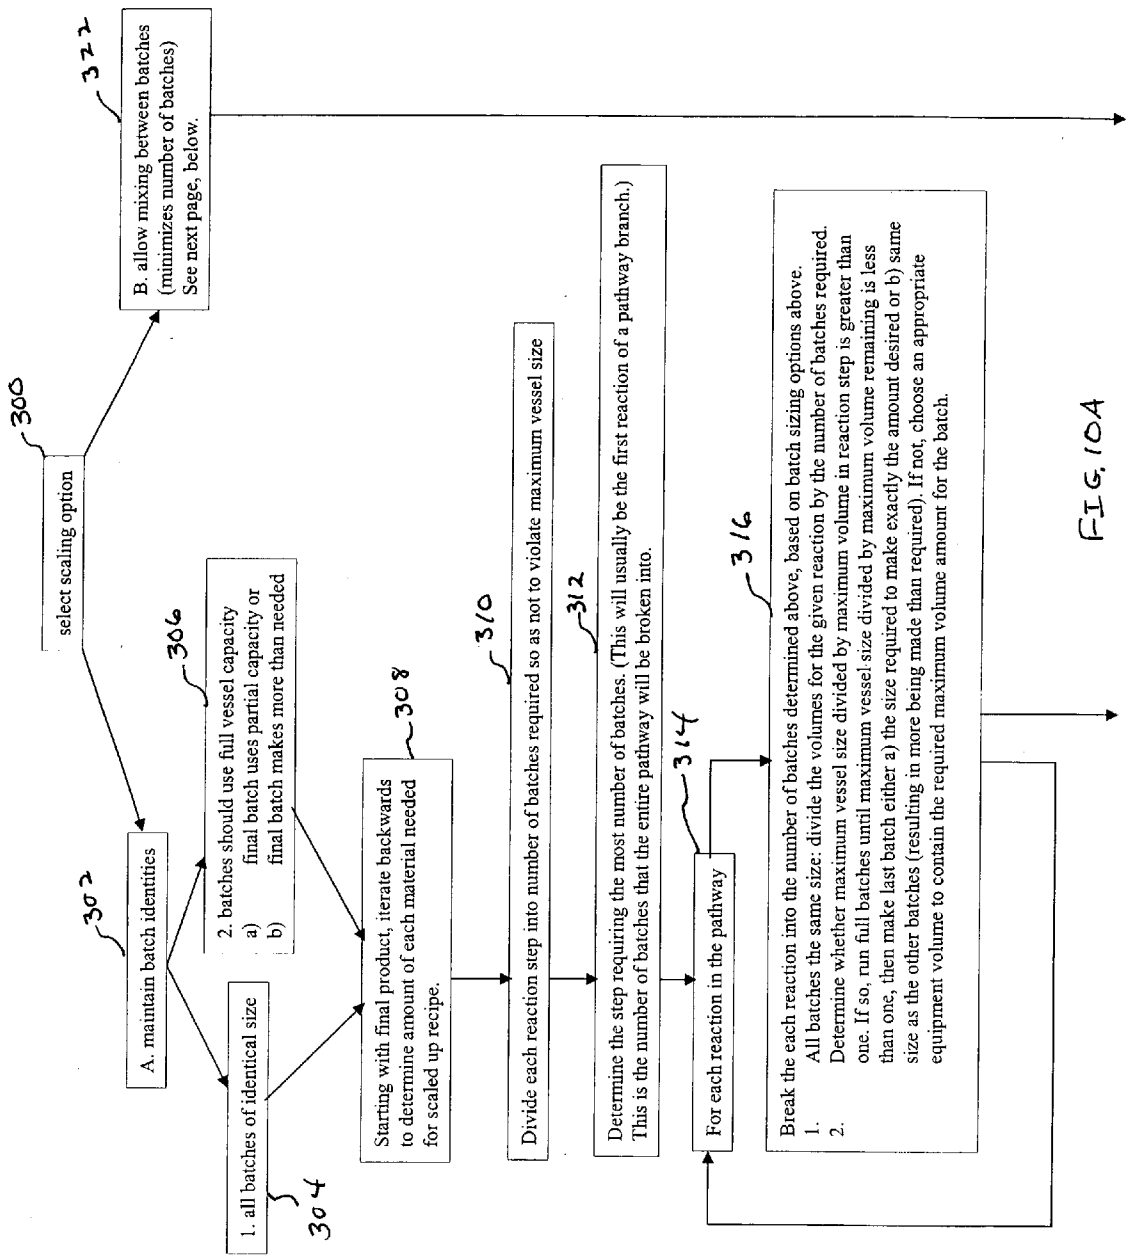 300
select scaling option
302
A. maintain batch identities
322
B. allow mixing between batches
(minimizes number of batches)
See next page, below.
1. all batches of identical size
304
306
2. batches should use full vessel capacity
a) final batch uses partial capacity or
b) final batch makes more than needed
308
Starting with final product, iterate backwards
to determine amount of each material needed
for scaled up recipe.
310
Divide each reaction step into number of batches required so as not to violate maximum vessel size
312
Determine the step requiring the most number of batches. (This will usually be the first reaction of a pathway branch.)
This is the number of batches that the entire pathway will be broken into.
314
For each reaction in the pathway
316
Break the each reaction into the number of batches determined above, based on batch sizing options above.
1. All batches the same size: divide the volumes for the given reaction by the number of batches required.
2. Determine whether maximum vessel size divided by maximum volume in reaction step is greater than
one. If so, run full batches until maximum vessel size divided by maximum volume remaining is less
than one, then make last batch either a) the size required to make exactly the amount desired or b) same
size as the other batches (resulting in more being made than required). If not, choose an appropriate
equipment volume to contain the required maximum volume amount for the batch.
FIG. 10A